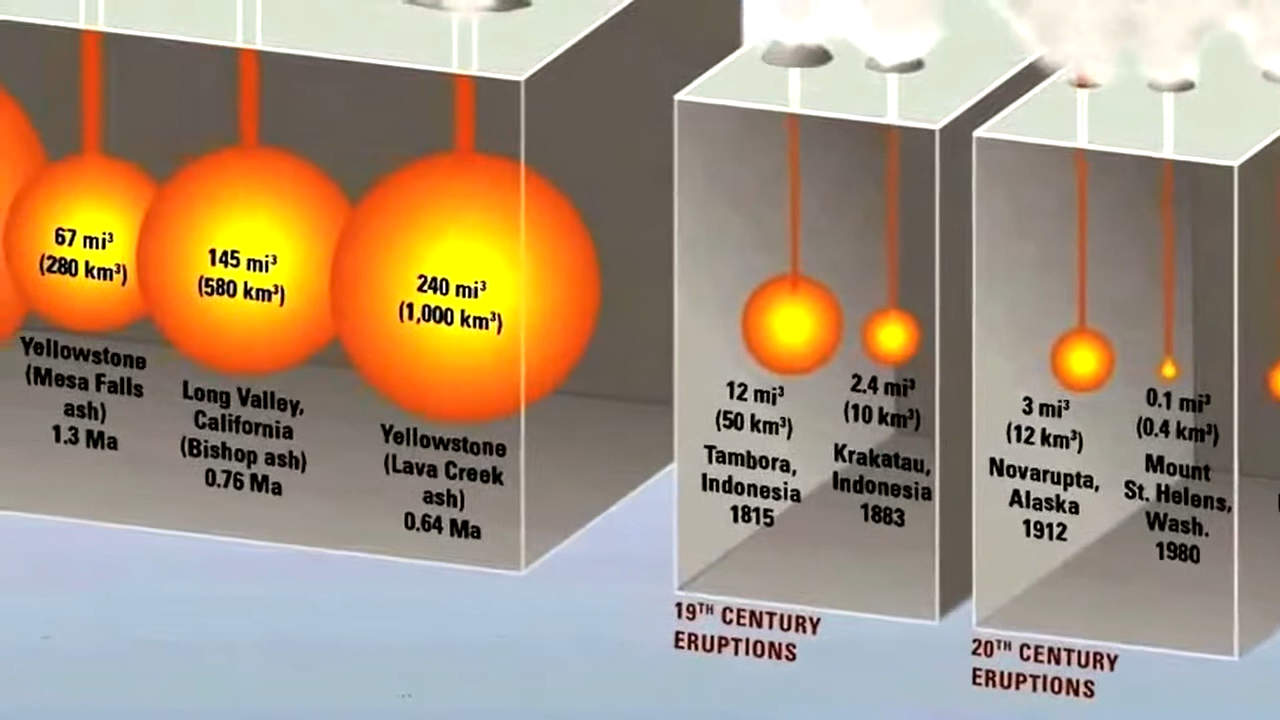 67 mi³
(280 km³)
Yellowstone
(Mesa Falls
ash)
1.3 Ma
145 mi³
(580 km³)
Long Valley,
California
(Bishop ash)
0.76 Ma
240 mi³
(1,000 km³)
Yellowstone
(Lava Creek
ash)
0.64 Ma
12 mi³
(50 km³)
Tambora,
Indonesia
1815
2.4 mi³
(10 km³)
Krakatau,
Indonesia
1883
19TH CENTURY
ERUPTIONS
3 mi³
(12 km³)
Novarupta,
Alaska
1912
0.1 mi³
(0.4 km³)
Mount
St. Helens,
Wash.
1980
20TH CENTURY
ERUPTIONS